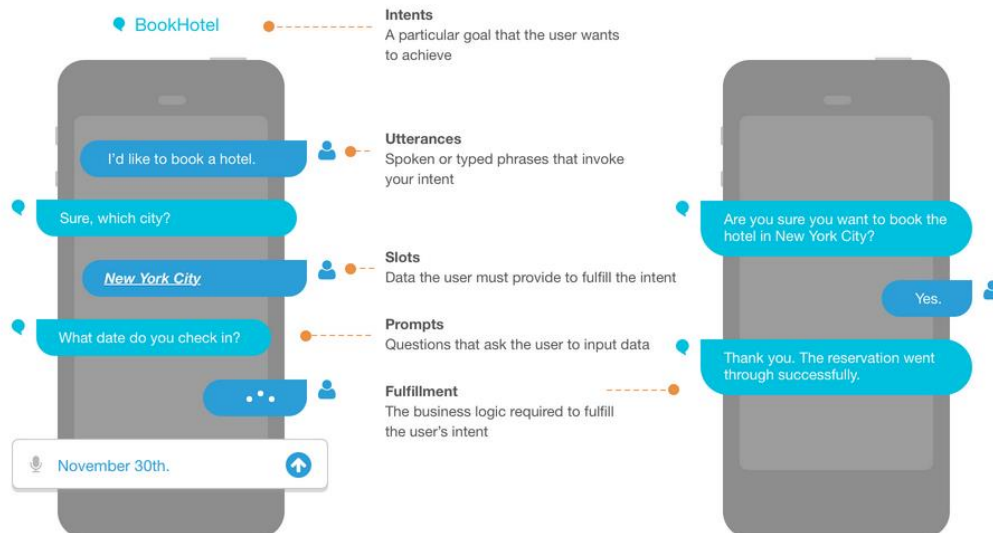 BookHotel
Intents
A particular goal that the user wants
to achieve
I'd like to book a hotel.
Utterances
Spoken or typed phrases that invoke
your intent
Sure, which city?
New York City
Slots
Data the user must provide to fulfill the intent
What date do you check in?
Prompts
Questions that ask the user to input data
Fulfillment
The business logic required to fulfill
the user's intent
November 30th.
Are you sure you want to book the
hotel in New York City?
Yes.
Thank you. The reservation went
through successfully.